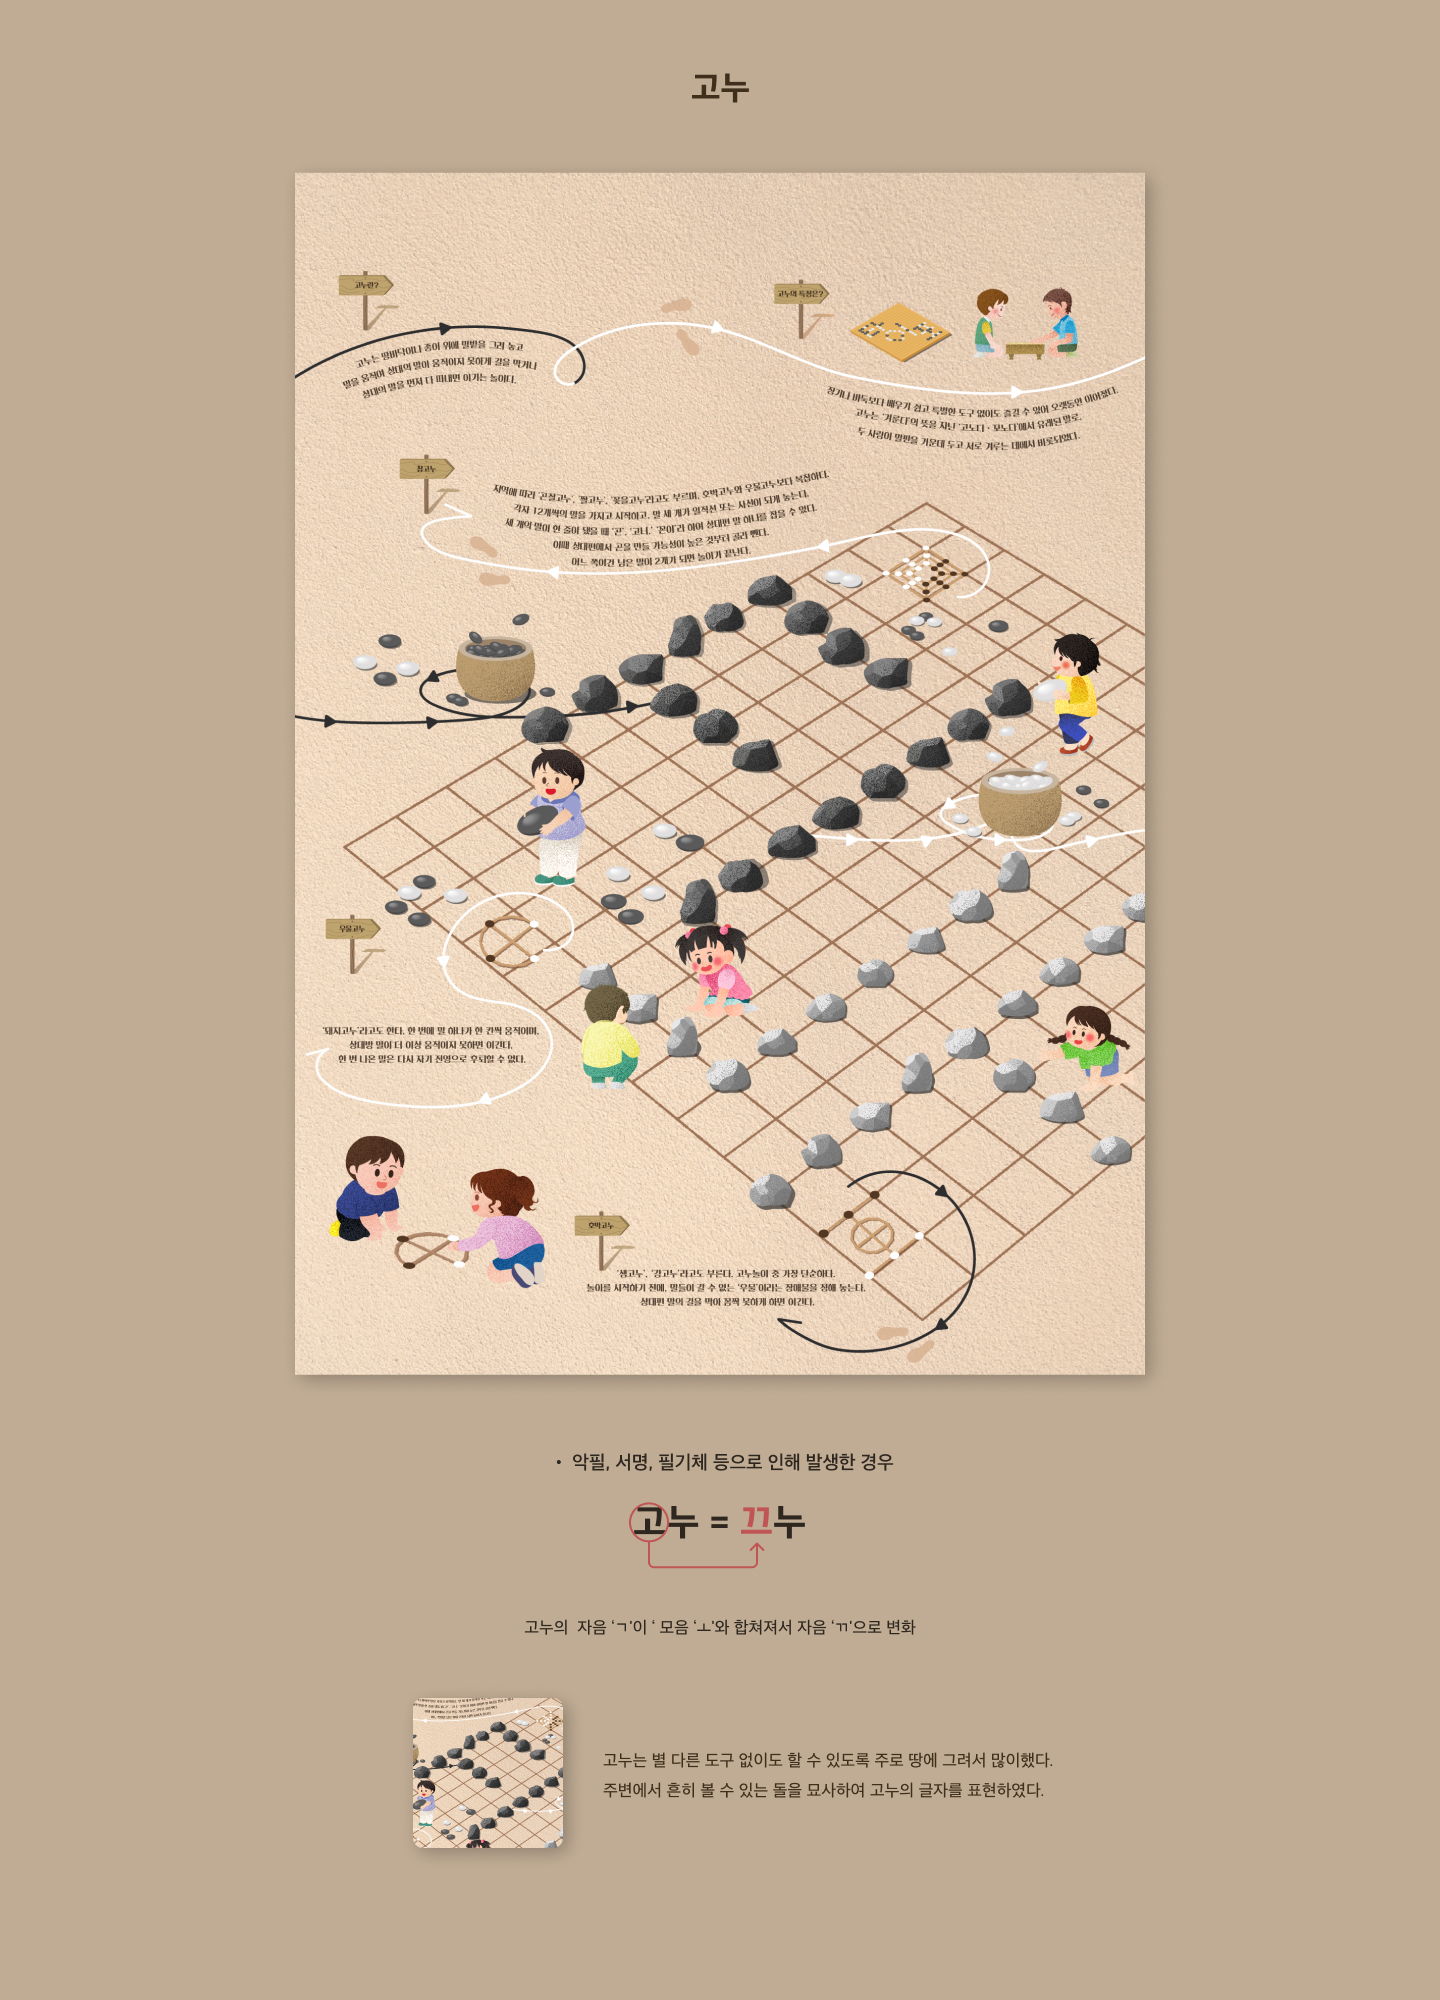 고누
고누란?
고누는 땅바닥이나 종이 위에 말밭을 그려 놓고
말을 움직여 상대의 말이 움직이지 못하게 길을 막거나
상대의 말을 먼저 다 따내면 이기는 놀이다.
고누의 특징은?
장기나 바둑보다 배우기 쉽고 특별한 도구 없이도 즐길 수 있어 오랫동안 이어졌다.
고누는 '겨룬다'의 뜻을 지닌 '고노다 · 꼬노다'에서 유래된 말로,
두 사람이 말판을 가운데 두고 서로 겨루는 데에서 비롯되었다.
샘고누
지역에 따라 '곤질고누', '짤고누', '꽃을고누'라고도 부르며, 호박고누와 우물고누보다 복잡하다.
각자 12개씩의 말을 가지고 시작하고, 말 세 개가 일직선 또는 사선이 되게 놓는다.
세 개의 말이 한 줄이 됐을 때 '곤', '고니,' '꼰이'라 하여 상대편 말 하나를 잡을 수 있다.
이때 상대편에서 곤을 만들 가능성이 높은 것부터 골라 뺀다.
어느 쪽이건 남은 말이 2개가 되면 놀이가 끝난다.
우물고누
'돼지고누'라고도 한다. 한 번에 말 하나가 한 칸씩 움직이며,
상대방 말이 더 이상 움직이지 못하면 이긴다.
한 번 나온 말은 다시 자기 진영으로 후퇴할 수 없다.
호박고누
'샘고누', '강고누'라고도 부른다. 고누놀이 중 가장 단순하다.
놀이를 시작하기 전에, 말들이 갈 수 없는 '우물'이라는 장애물을 정해 놓는다.
상대편 말의 길을 막아 꼼짝 못하게 하면 이긴다.
• 악필, 서명, 필기체 등으로 인해 발생한 경우
고누 = 끄누
고누의 자음 'ㄱ'이 ' 모음 'ㅗ'와 합쳐져서 자음 'ㄲ'으로 변화
고누는 별 다른 도구 없이도 할 수 있도록 주로 땅에 그려서 많이했다.
주변에서 흔히 볼 수 있는 돌을 묘사하여 고누의 글자를 표현하였다.